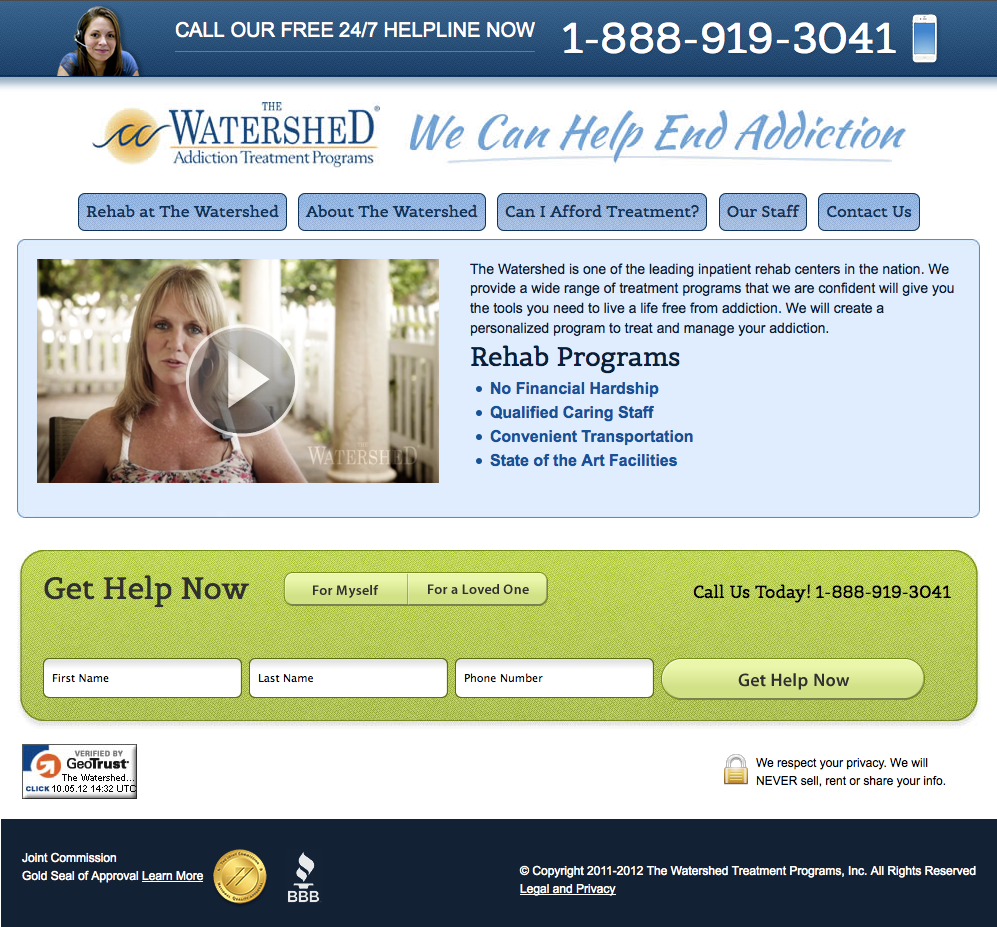 CALL OUR FREE 24/7 HELPLINE NOW
1-888-919-3041
THE
WATERSHED®
Addiction Treatment Programs
We Can Help End Addiction
Rehab at The Watershed
About The Watershed
Can I Afford Treatment?
Our Staff
Contact Us
THE
WATERSHED
The Watershed is one of the leading inpatient rehab centers in the nation. We
provide a wide range of treatment programs that we are confident will give you
the tools you need to live a life free from addiction. We will create a
personalized program to treat and manage your addiction.
Rehab Programs
• No Financial Hardship
• Qualified Caring Staff
• Convenient Transportation
• State of the Art Facilities
Get Help Now
For Myself
For a Loved One
Call Us Today! 1-888-919-3041
First Name
Last Name
Phone Number
Get Help Now
VERIFIED BY
GeoTrust
The Watershed...
CLICK 10.05.12 14:32 UTC
We respect your privacy. We will
NEVER sell, rent or share your info.
Joint Commission
Gold Seal of Approval Learn More
BBB
© Copyright 2011-2012 The Watershed Treatment Programs, Inc. All Rights Reserved
Legal and Privacy